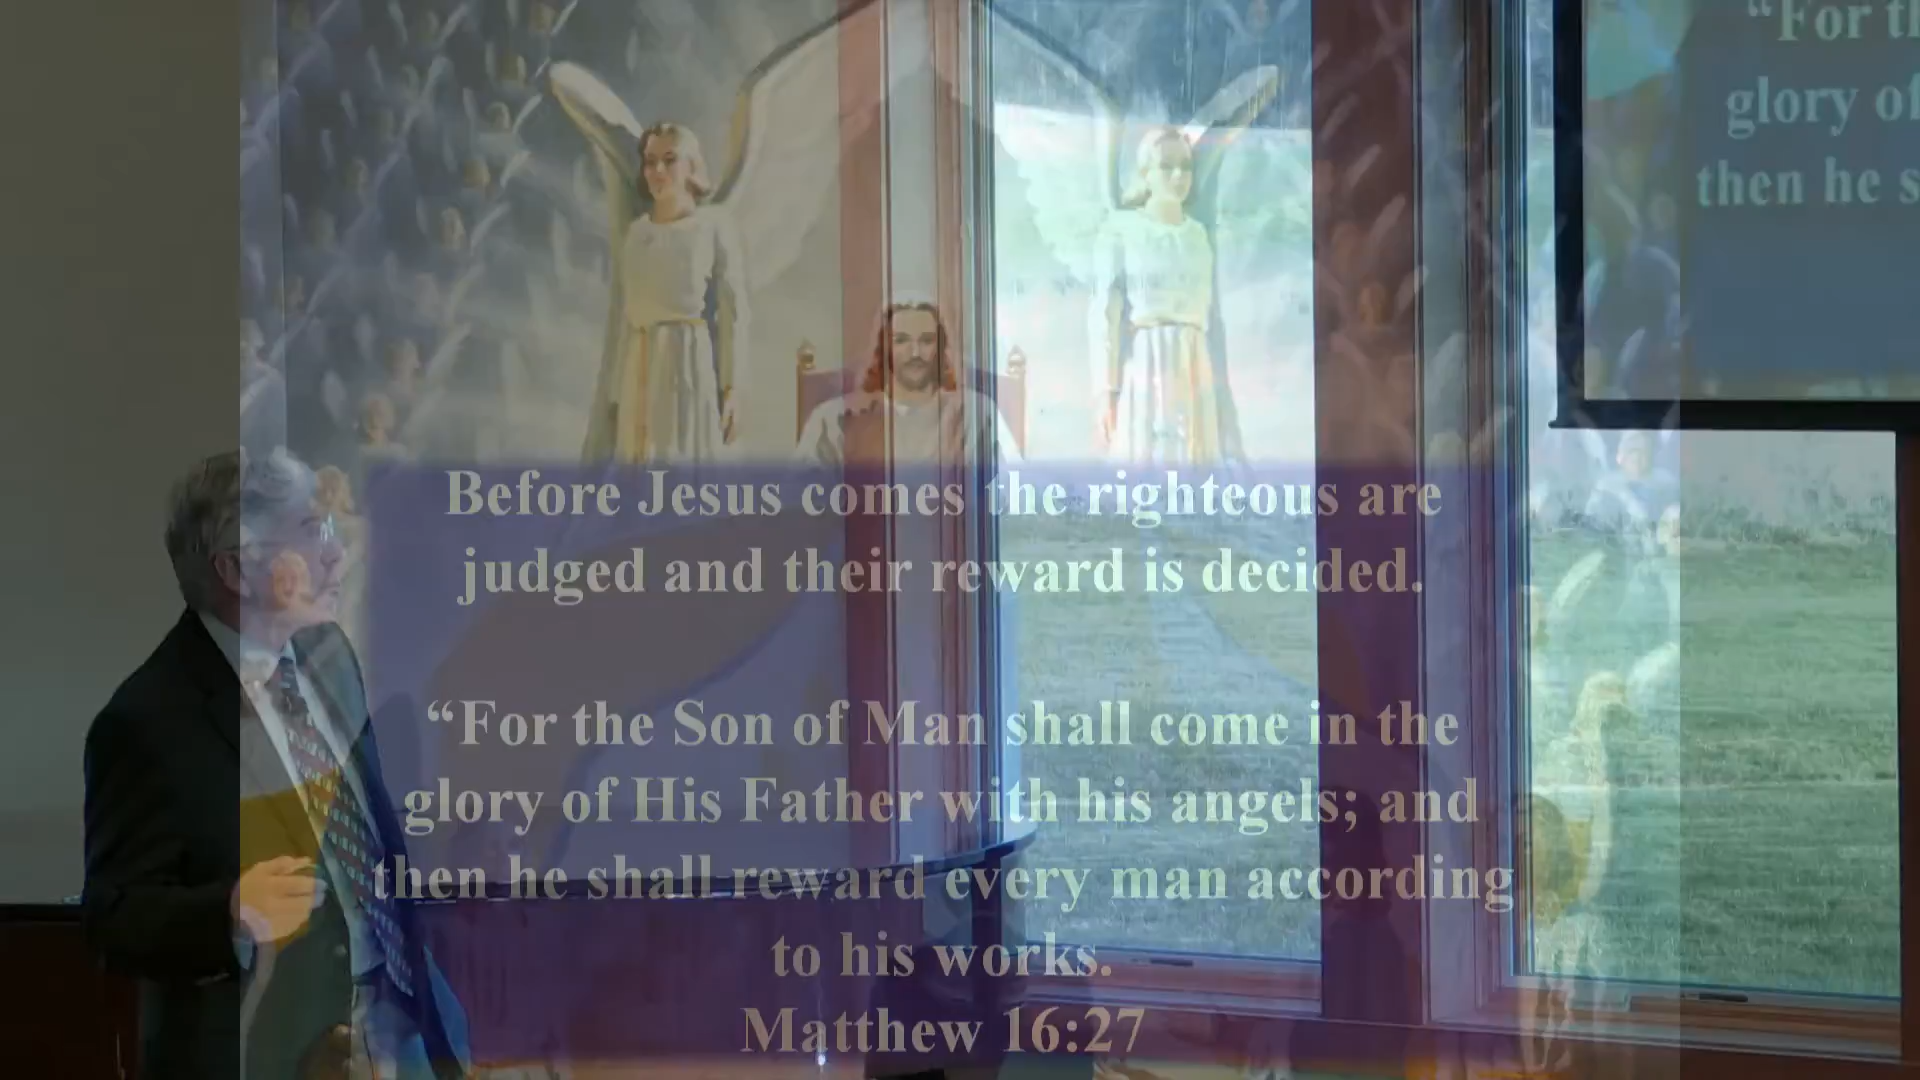 Before Jesus comes the righteous are
judged and their reward is decided.
“For the Son of Man shall come in the
glory of His Father with his angels; and
then he shall reward every man according
to his works.
Matthew 16:27
“For th
glory of
then he s